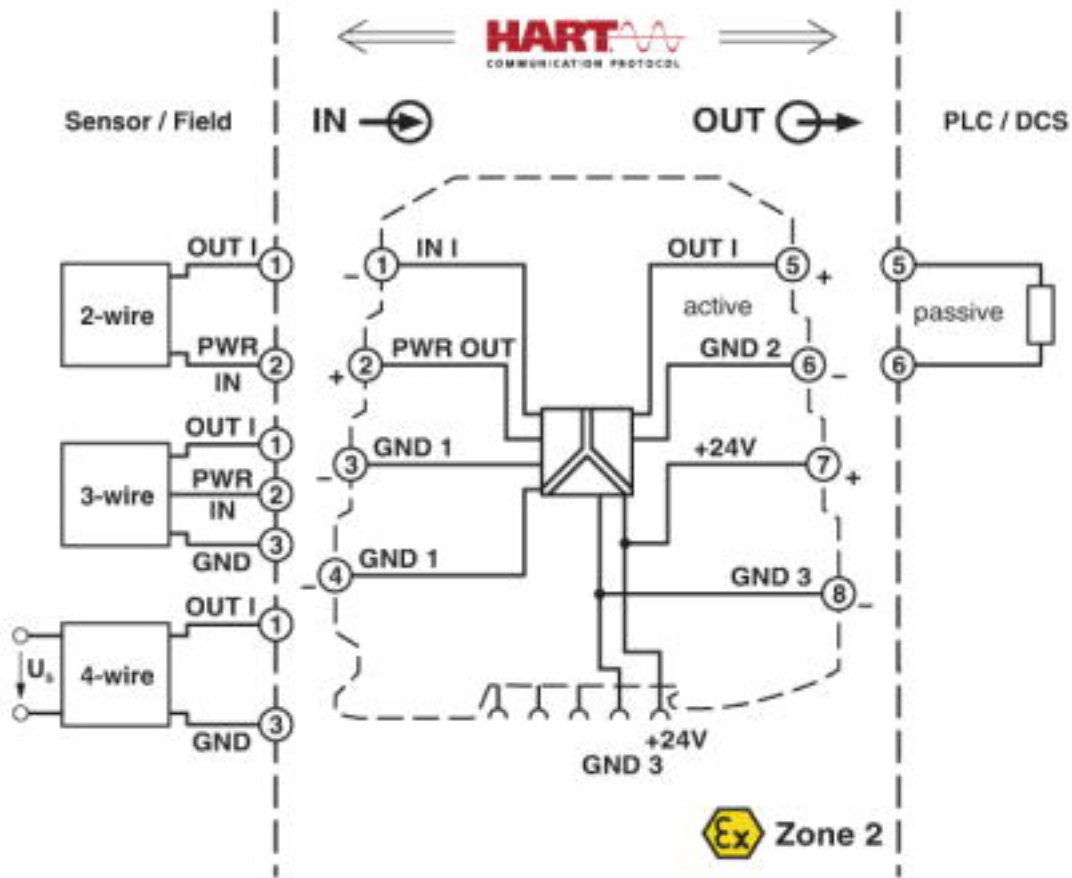 HART
COMMUNICATION PROTOCOL
Sensor / Field
IN
OUT
PLC / DCS
OUT I
1
2-wire
PWR
IN
2
OUT I
1
3-wire
PWR
IN
2
GND
3
OUT I
1
Us
4-wire
GND
3
1
IN I
−
2
PWR OUT
+
3
GND 1
−
4
GND 1
−
OUT I
5
+
active
GND 2
6
−
+24V
7
+
GND 3
8
−
+24V
GND 3
5
passive
6
Ex Zone 2